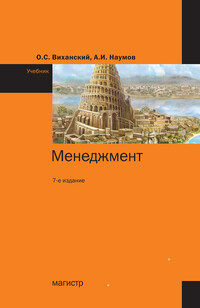 О.С. Виханский, А.И. Наумов
Учебник
Менеджмент
7-е издание
магистр